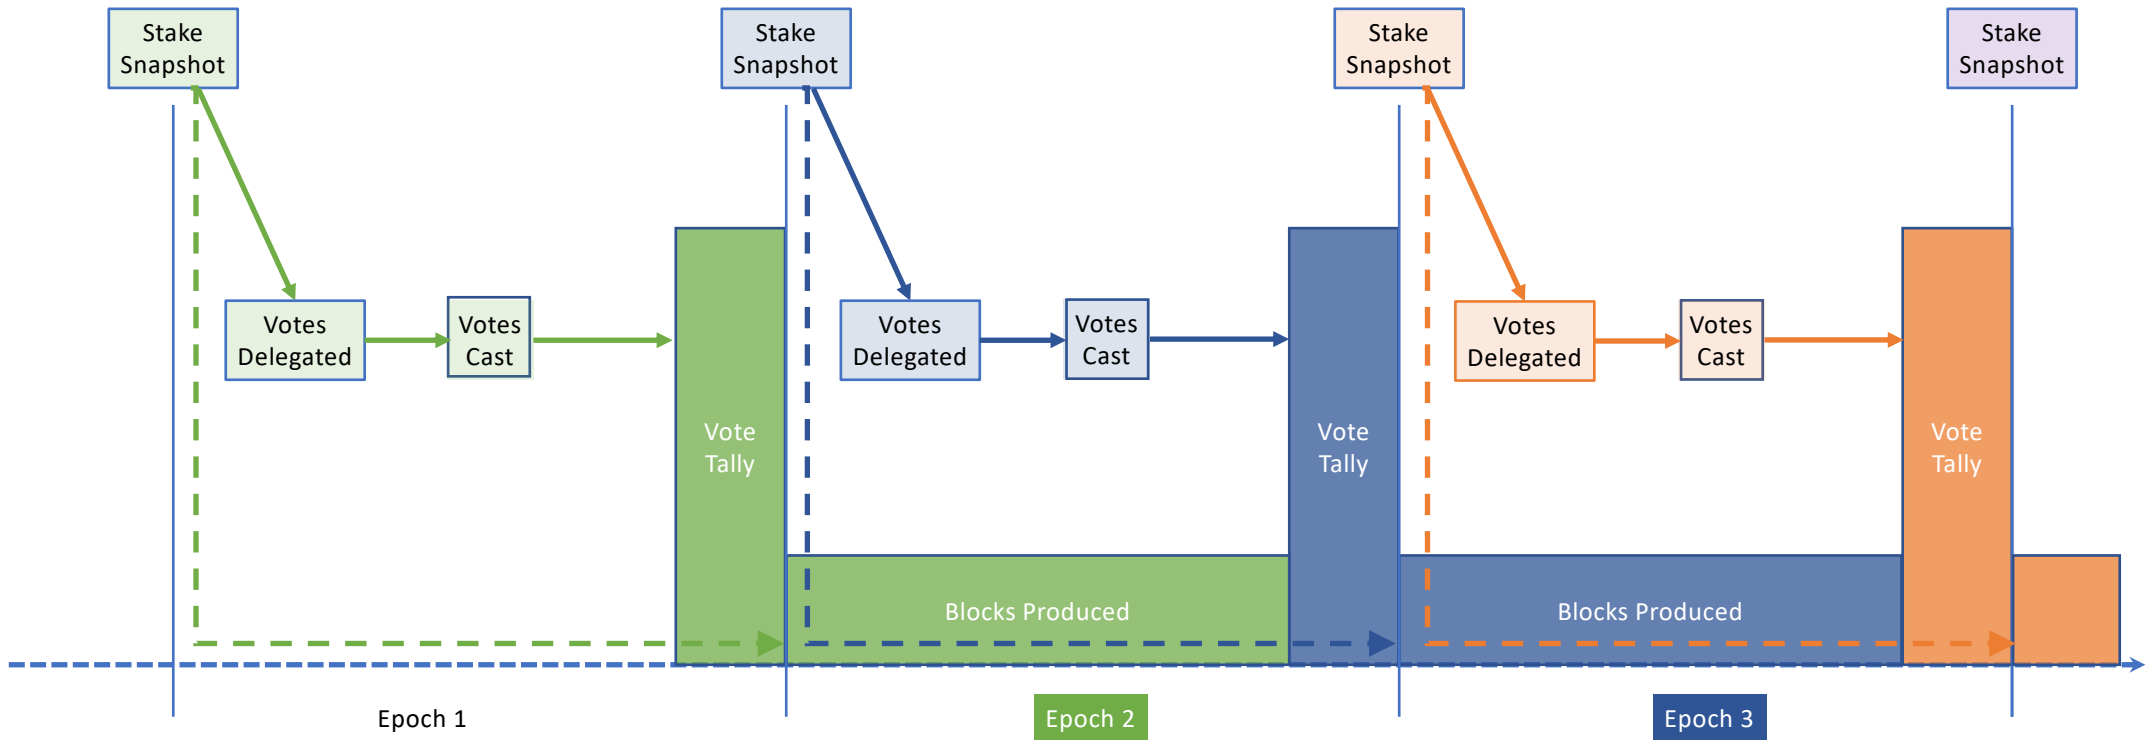 Stake
Snapshot
Stake
Snapshot
Stake
Snapshot
Stake
Snapshot
Votes
Delegated
Votes
Cast
Votes
Delegated
Votes
Cast
Votes
Delegated
Votes
Cast
Vote
Tally
Vote
Tally
Vote
Tally
Blocks Produced
Blocks Produced
Epoch 1
Epoch 2
Epoch 3